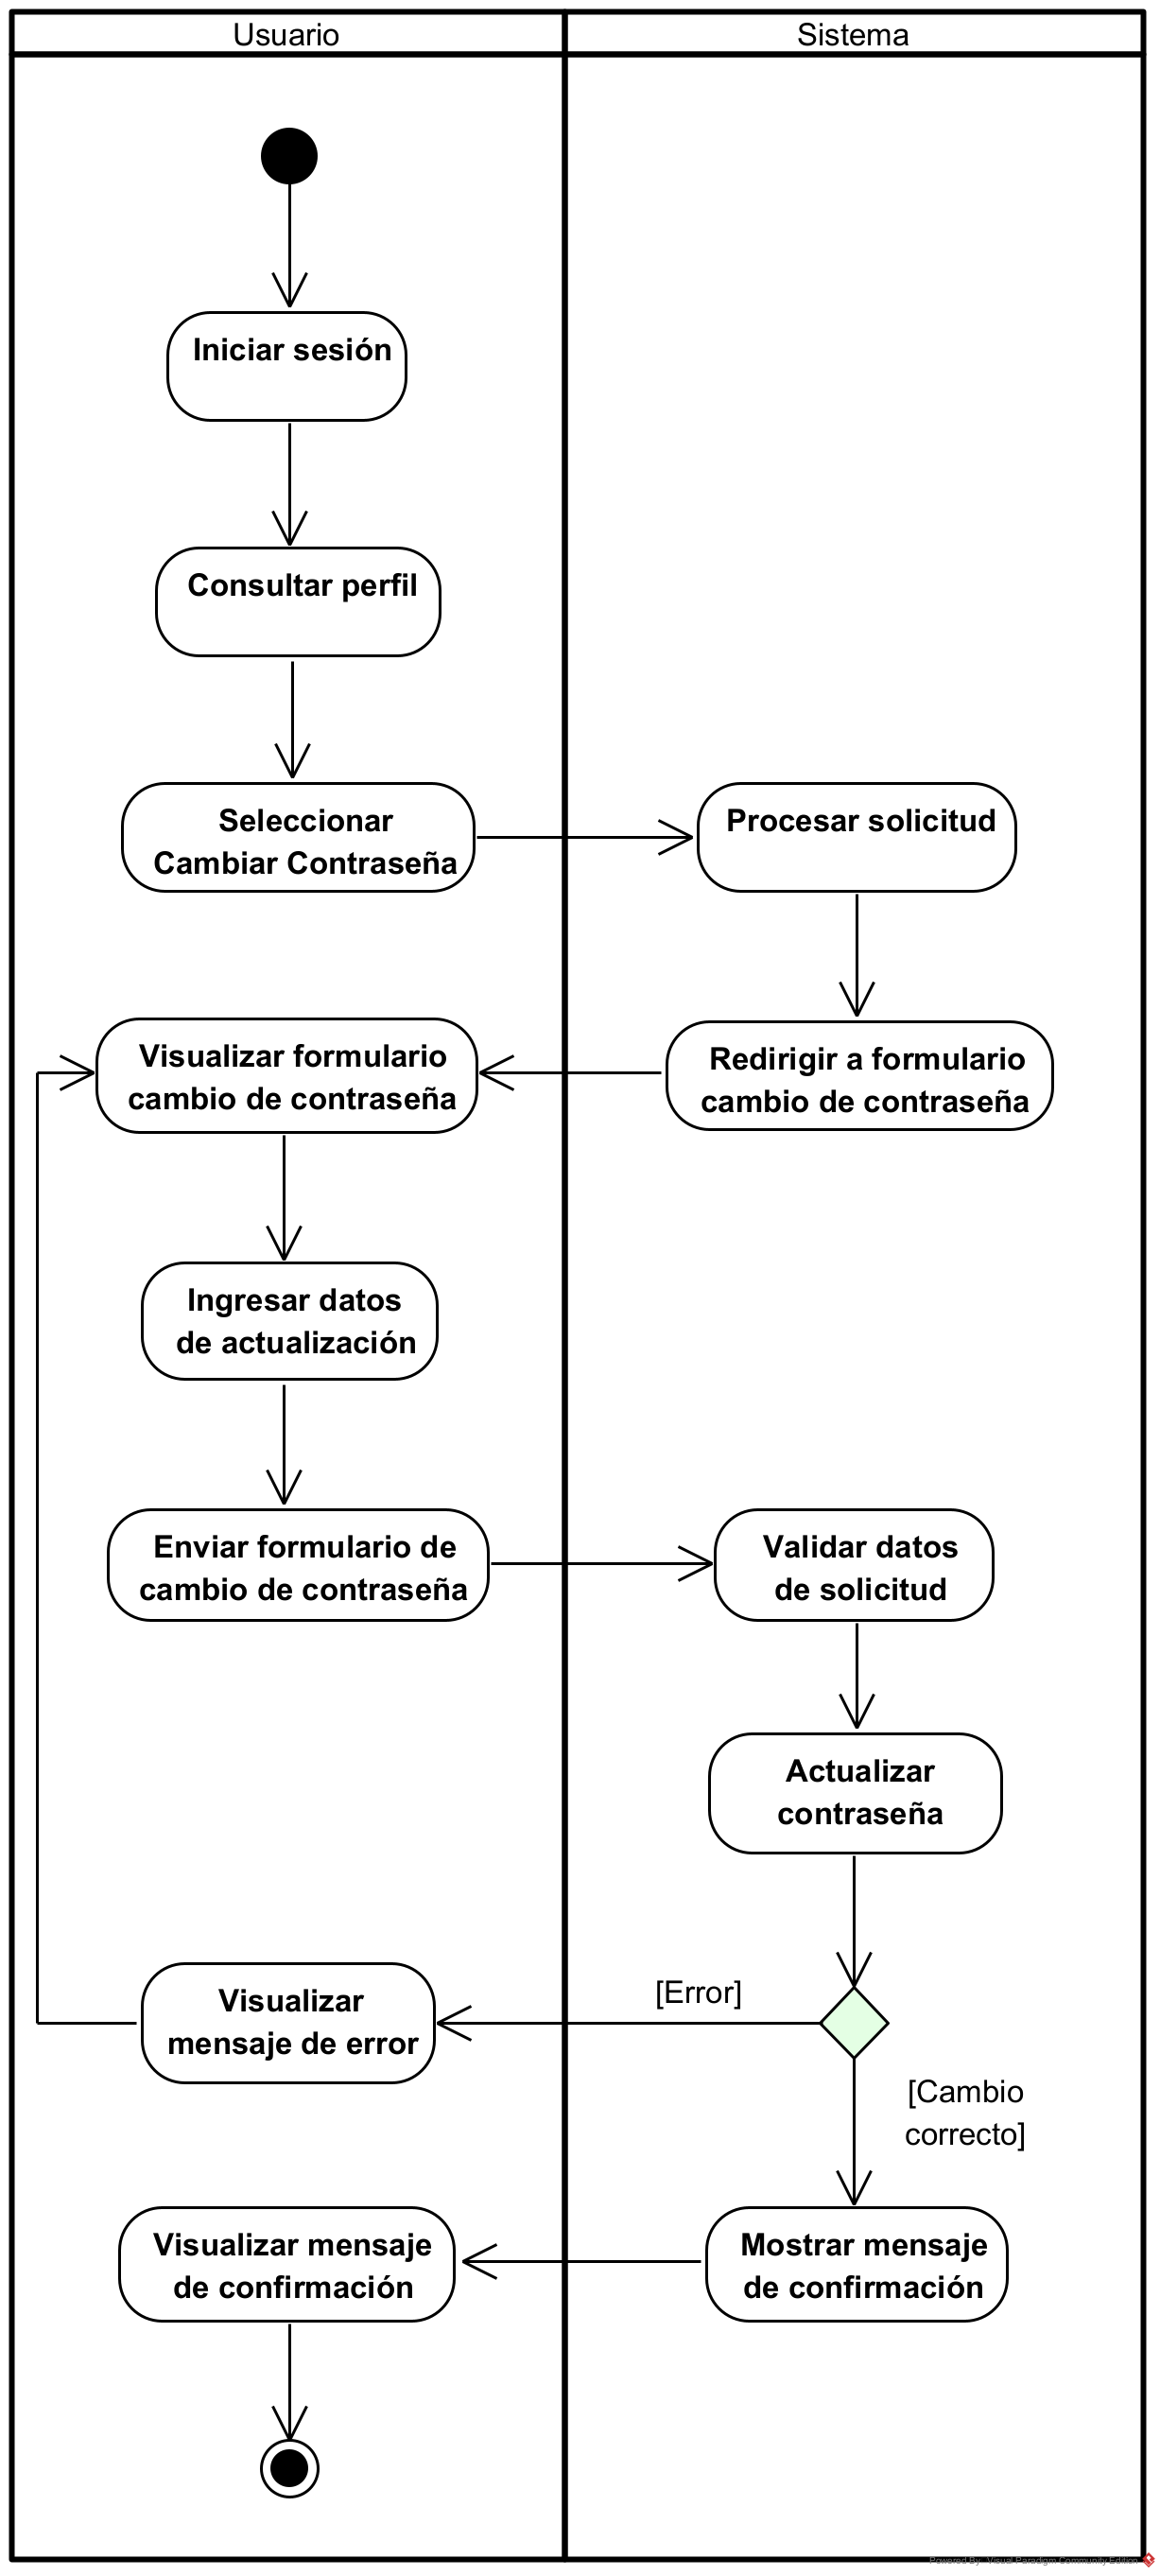 Usuario
Sistema
Iniciar sesión
Consultar perfil
Seleccionar
Cambiar Contraseña
Procesar solicitud
Visualizar formulario
cambio de contraseña
Redirigir a formulario
cambio de contraseña
Ingresar datos
de actualización
Enviar formulario de
cambio de contraseña
Validar datos
de solicitud
Actualizar
contraseña
[Error]
Visualizar
mensaje de error
[Cambio
correcto]
Visualizar mensaje
de confirmación
Mostrar mensaje
de confirmación
Powered By Visual Paradigm Community Edition